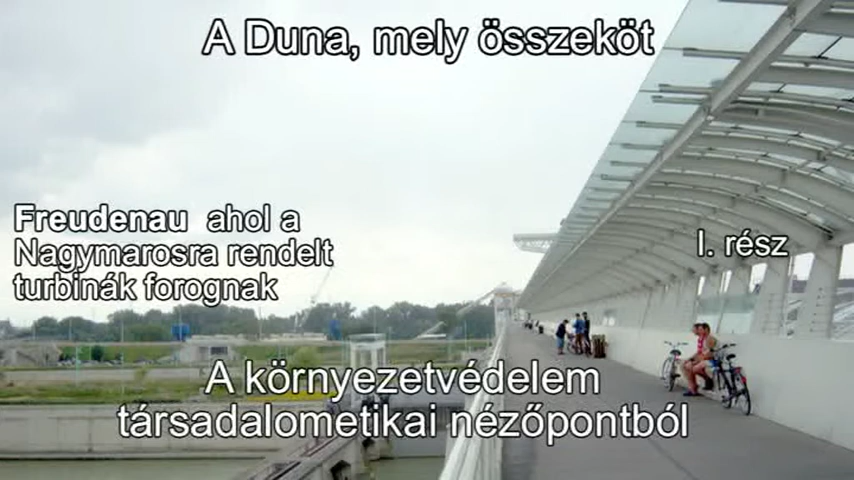 A Duna, mely összeköt
Freudenau ahol a
Nagymarosra rendelt
turbinák forognak
I. rész
A környezetvédelem
társadalometikai nézőpontból